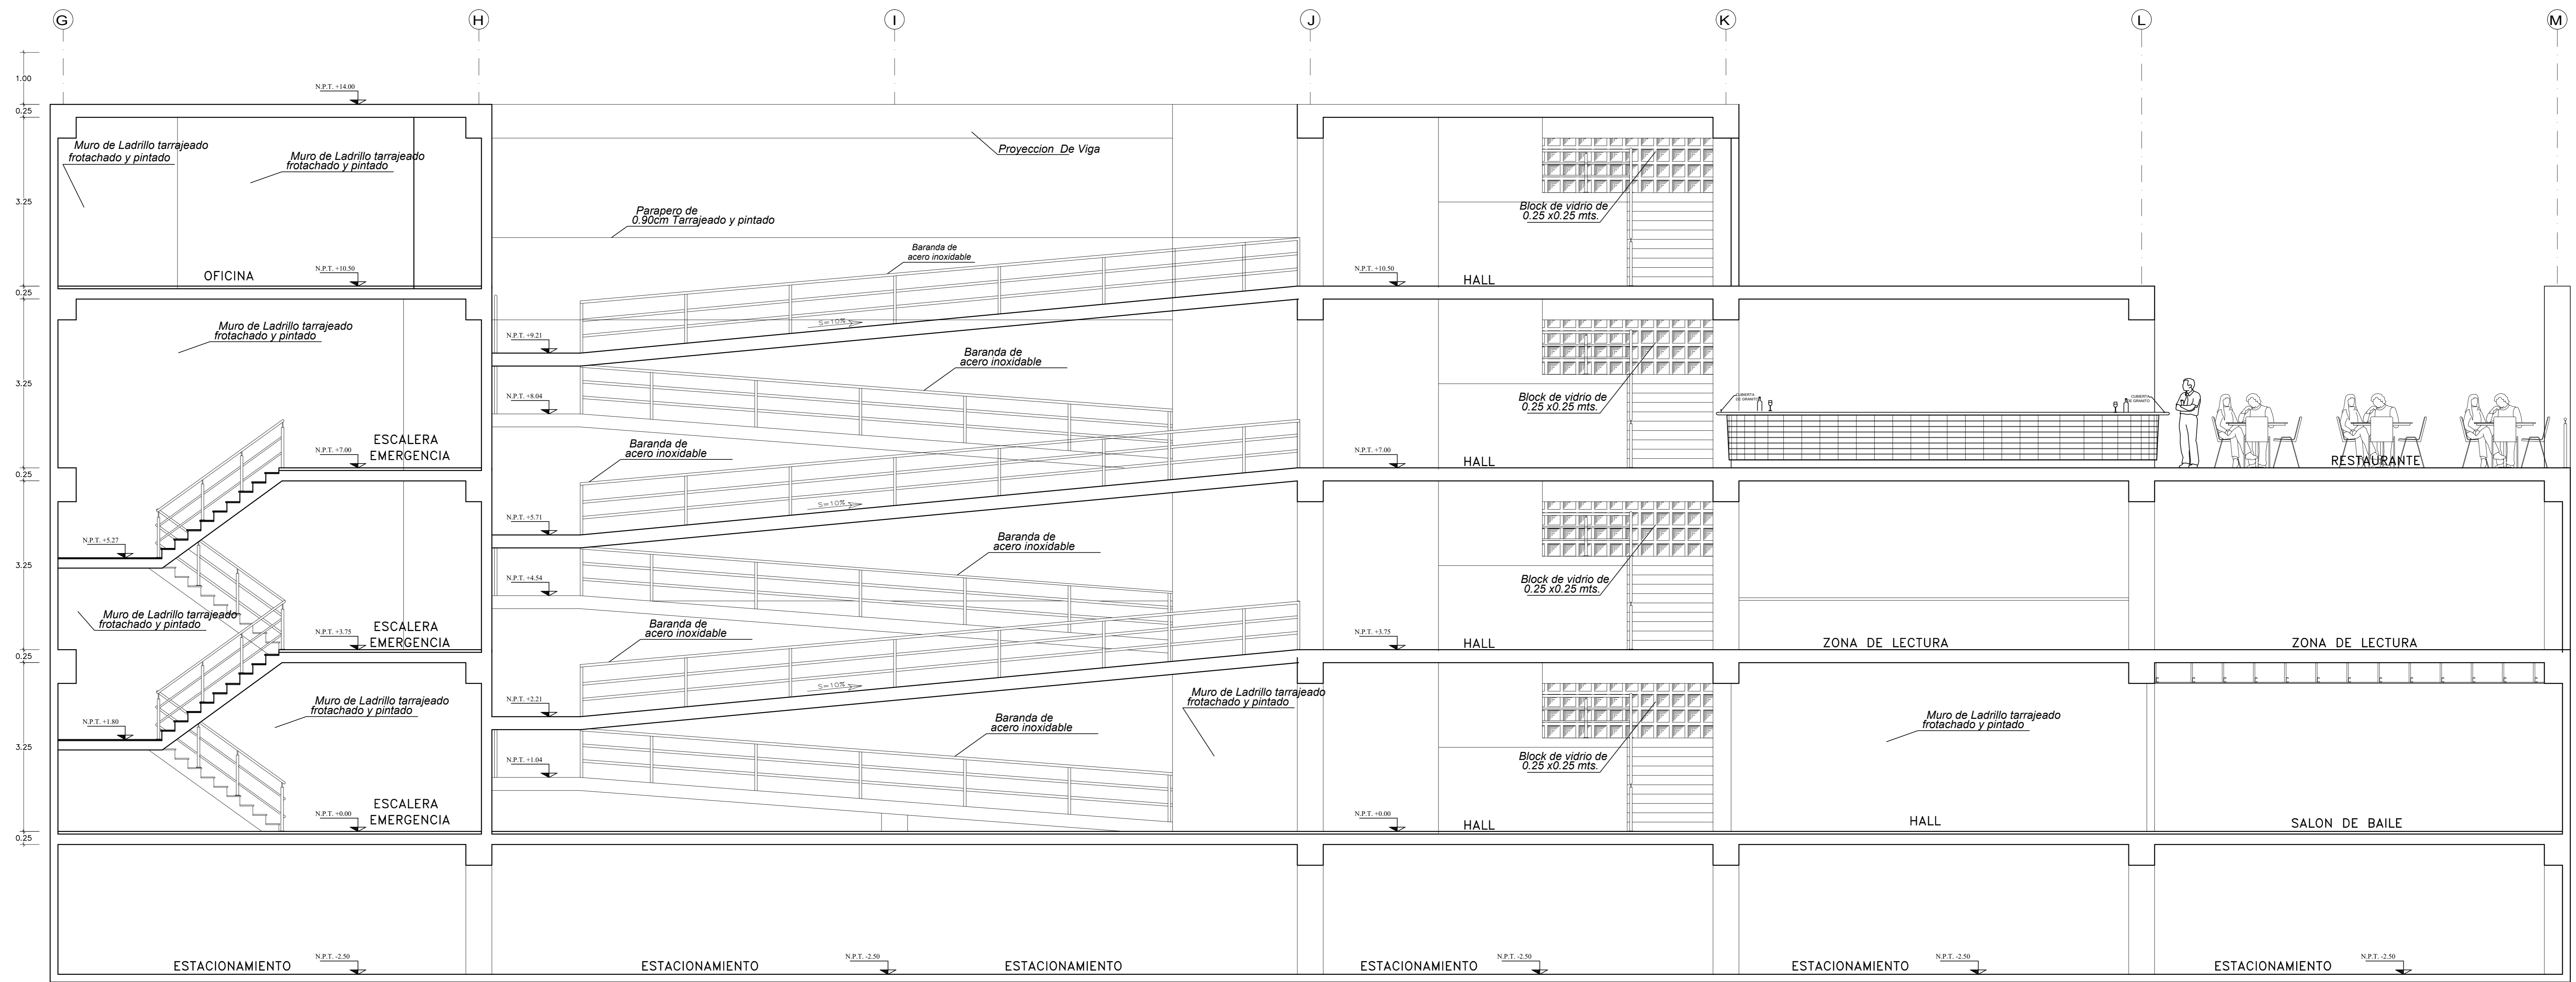 G H I J K L M
1.00
N.P.T. +14.00
0.25
Muro de Ladrillo tarrajeado
frotachado y pintado
Muro de Ladrillo tarrajeado
frotachado y pintado
Proyeccion De Viga
3.25
Parapero de
0.90cm Tarrajeado y pintado
Block de vidrio de
0.25 x0.25 mts.
Baranda de
acero inoxidable
OFICINA
N.P.T. +10.50
N.P.T. +10.50
HALL
0.25
Muro de Ladrillo tarrajeado
frotachado y pintado
S=10%
N.P.T. +9.21
Baranda de
acero inoxidable
3.25
Block de vidrio de
0.25 x0.25 mts.
CUBIERTA
DE GRANITO
CUBIERTA
DE GRANITO
N.P.T. +8.04
ESCALERA
EMERGENCIA
N.P.T. +7.00
Baranda de
acero inoxidable
N.P.T. +7.00
HALL
RESTAURANTE
0.25
S=10%
N.P.T. +5.71
N.P.T. +5.27
Baranda de
acero inoxidable
3.25
Block de vidrio de
0.25 x0.25 mts.
N.P.T. +4.54
Muro de Ladrillo tarrajeado
frotachado y pintado
ESCALERA
EMERGENCIA
N.P.T. +3.75
Baranda de
acero inoxidable
N.P.T. +3.75
HALL
ZONA DE LECTURA
ZONA DE LECTURA
0.25
S=10%
Muro de Ladrillo tarrajeado
frotachado y pintado
N.P.T. +2.21
Muro de Ladrillo tarrajeado
frotachado y pintado
N.P.T. +1.80
Baranda de
acero inoxidable
Muro de Ladrillo tarrajeado
frotachado y pintado
3.25
Block de vidrio de
0.25 x0.25 mts.
N.P.T. +1.04
ESCALERA
EMERGENCIA
N.P.T. +0.00
N.P.T. +0.00
HALL
HALL
SALON DE BAILE
0.25
ESTACIONAMIENTO
N.P.T. -2.50
ESTACIONAMIENTO
N.P.T. -2.50
ESTACIONAMIENTO
ESTACIONAMIENTO
N.P.T. -2.50
ESTACIONAMIENTO
N.P.T. -2.50
ESTACIONAMIENTO
N.P.T. -2.50